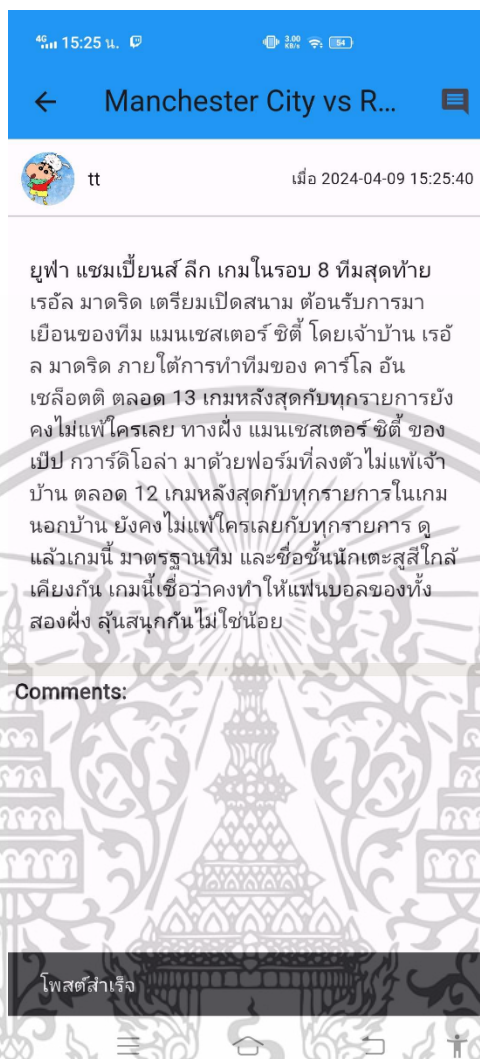 4G 15:25 น. 3.00 KB/s 54
Manchester City vs R...
tt เมื่อ 2024-04-09 15:25:40
ยูฟ่า แชมเปี้ยนส์ ลีก เกมในรอบ 8 ทีมสุดท้าย
เรอัล มาดริด เตรียมเปิดสนาม ต้อนรับการมา
เยือนของทีม แมนเชสเตอร์ ซิตี้ โดยเจ้าบ้าน เรอั
ล มาดริด ภายใต้การทำทีมของ คาร์โล อัน
เชล็อตติ ตลอด 13 เกมหลังสุดกับทุกรายการยัง
คงไม่แพ้ใครเลย ทางฝั่ง แมนเชสเตอร์ ซิตี้ ของ
เป๊ป กวาร์ดิโอล่า มาด้วยฟอร์มที่ลงตัวไม่แพ้เจ้า
บ้าน ตลอด 12 เกมหลังสุดกับทุกรายการในเกม
นอกบ้าน ยังคงไม่แพ้ใครเลยกับทุกรายการ ดู
แล้วเกมนี้ มาตรฐานทีม และชื่อชั้นนักเตะสูสีใกล้
เคียงกัน เกมนี้เชื่อว่าคงทำให้แฟนบอลของทั้ง
สองฝั่ง ลุ้นสนุกกันไม่ใช่น้อย
Comments:
โพสต์สำเร็จ